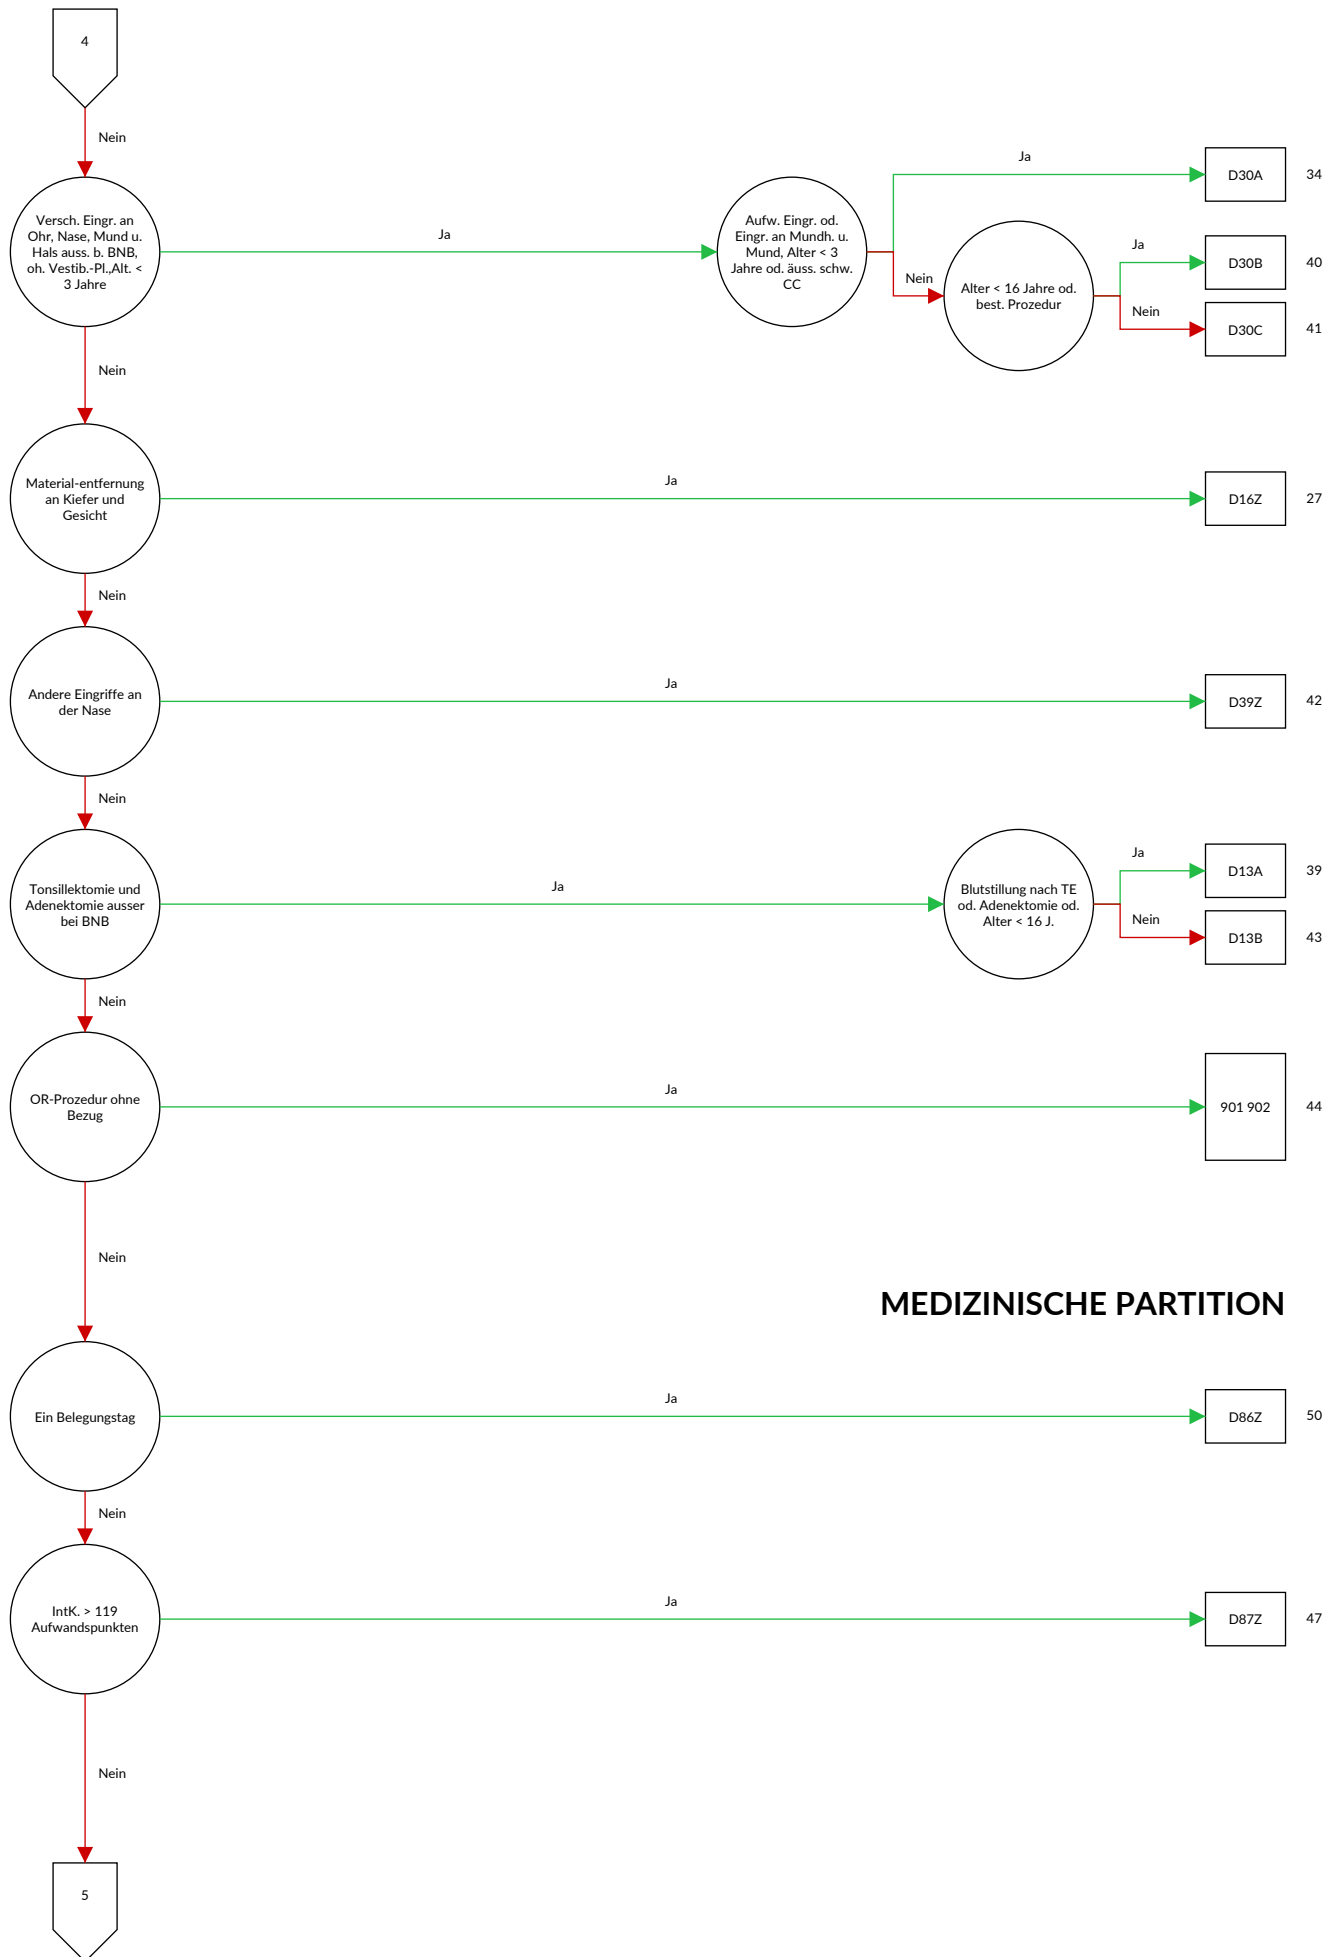 4
Nein
Versch. Eingr. an
Ohr, Nase, Mund u.
Hals auss. b. BNB,
oh. Vestib.-Pl.,Alt. <
3 Jahre
Ja
Aufw. Eingr. od.
Eingr. an Mundh. u.
Mund, Alter < 3
Jahre od. äuss. schw.
CC
Ja
D30A
34
Nein
Alter < 16 Jahre od.
best. Prozedur
Ja
D30B
40
Nein
D30C
41
Nein
Material-entfernung
an Kiefer und
Gesicht
Ja
D16Z
27
Nein
Andere Eingriffe an
der Nase
Ja
D39Z
42
Nein
Tonsillektomie und
Adenektomie ausser
bei BNB
Ja
Blutstillung nach TE
od. Adenektomie od.
Alter < 16 J.
Ja
D13A
39
Nein
D13B
43
Nein
OR-Prozedur ohne
Bezug
Ja
901 902
44
Nein
MEDIZINISCHE PARTITION
Ein Belegungstag
Ja
D86Z
50
Nein
IntK. > 119
Aufwandspunkten
Ja
D87Z
47
Nein
5